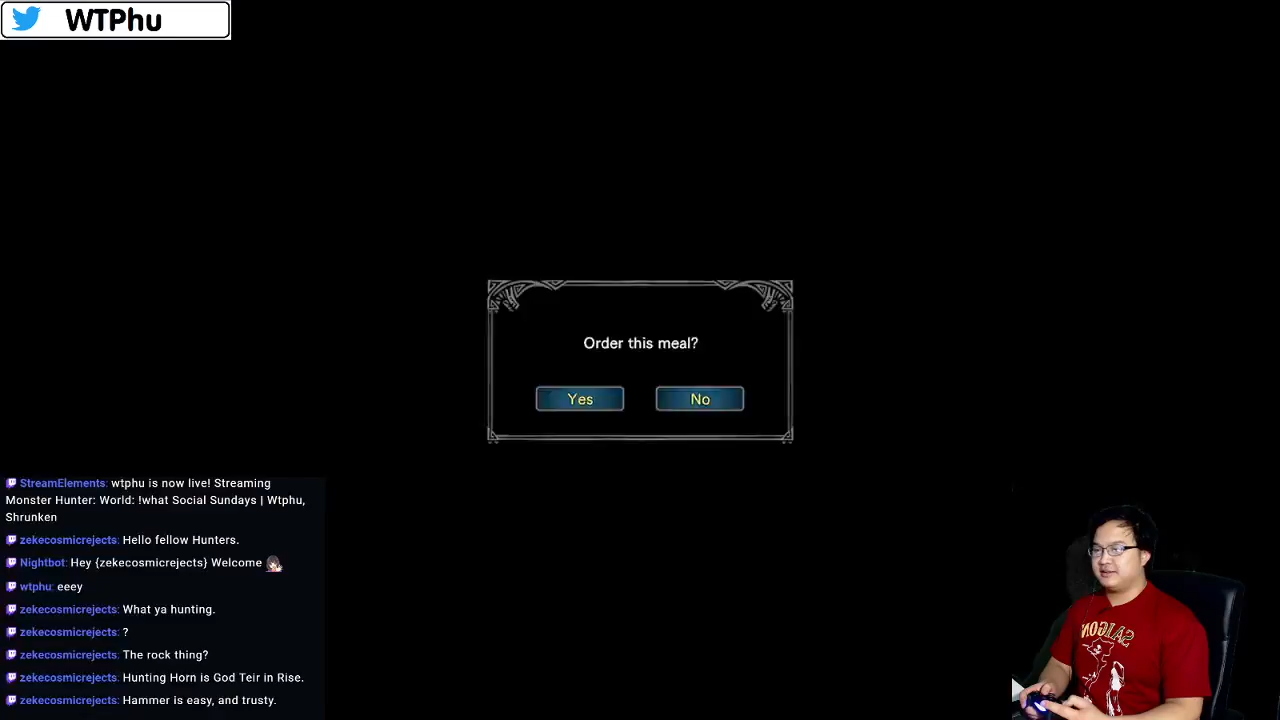 WTPhu
Order this meal?
Yes No
StreamElements: wtphu is now live! Streaming
Monster Hunter: World: !what Social Sundays | Wtphu,
Shrunken
zekecosmicrejects: Hello fellow Hunters.
Nightbot: Hey {zekecosmicrejects} Welcome
wtphu: eeey
zekecosmicrejects: What ya hunting.
zekecosmicrejects: ?
zekecosmicrejects: The rock thing?
zekecosmicrejects: Hunting Horn is God Teir in Rise.
zekecosmicrejects: Hammer is easy, and trusty.
SAIGON